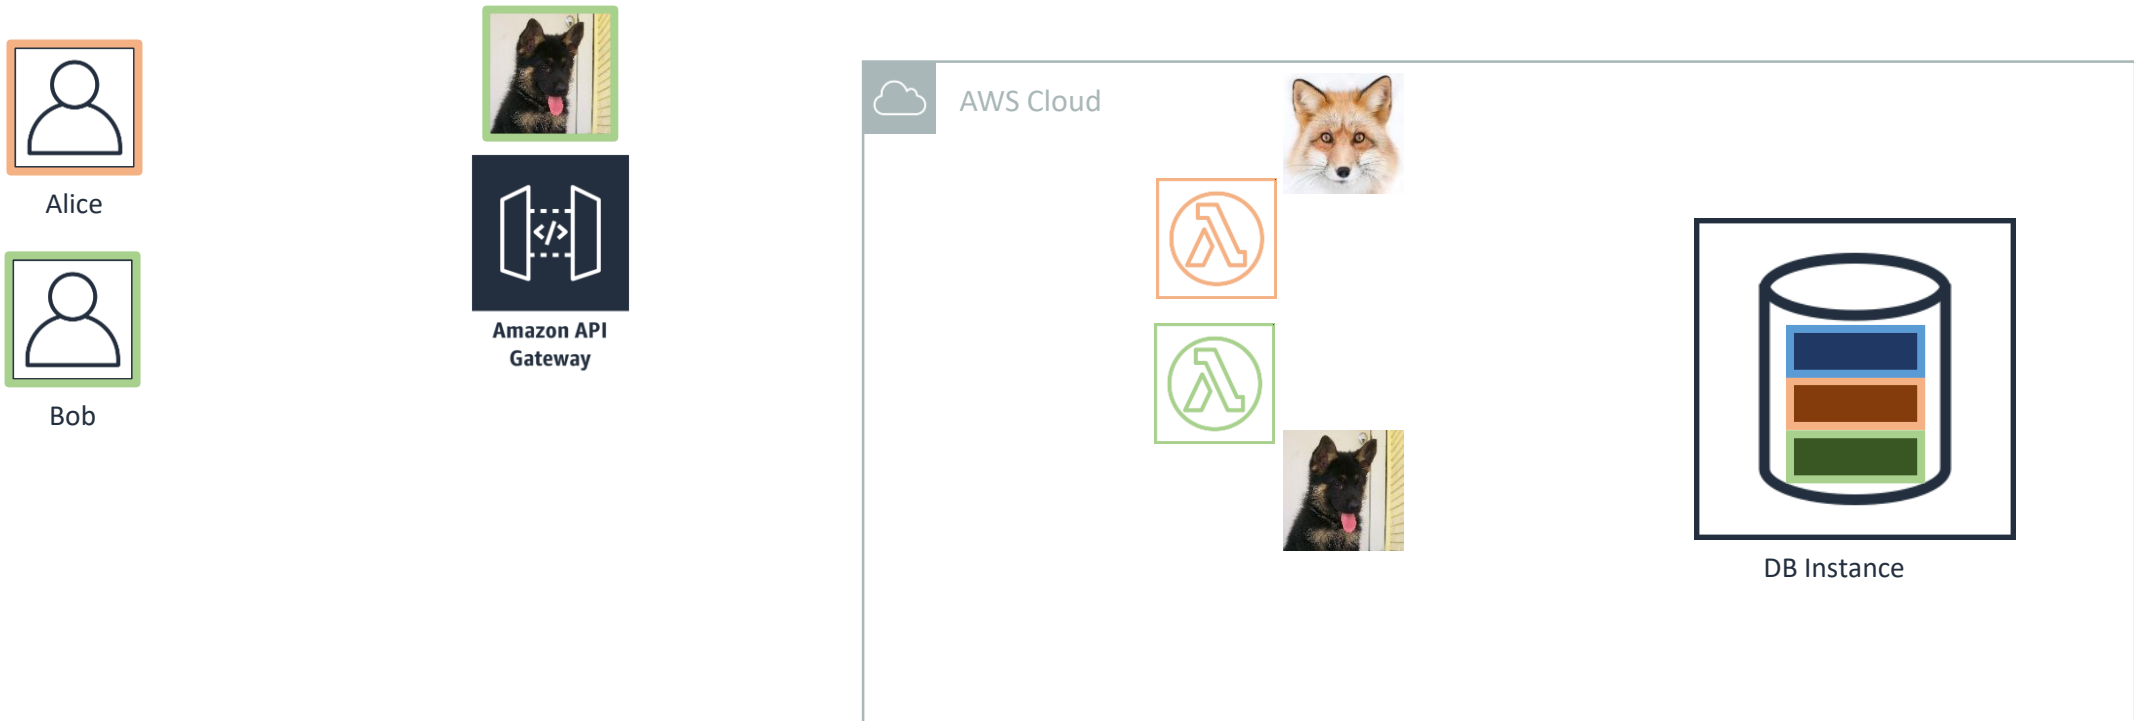 Alice
Bob
</>
Amazon API
Gateway
AWS Cloud
DB Instance